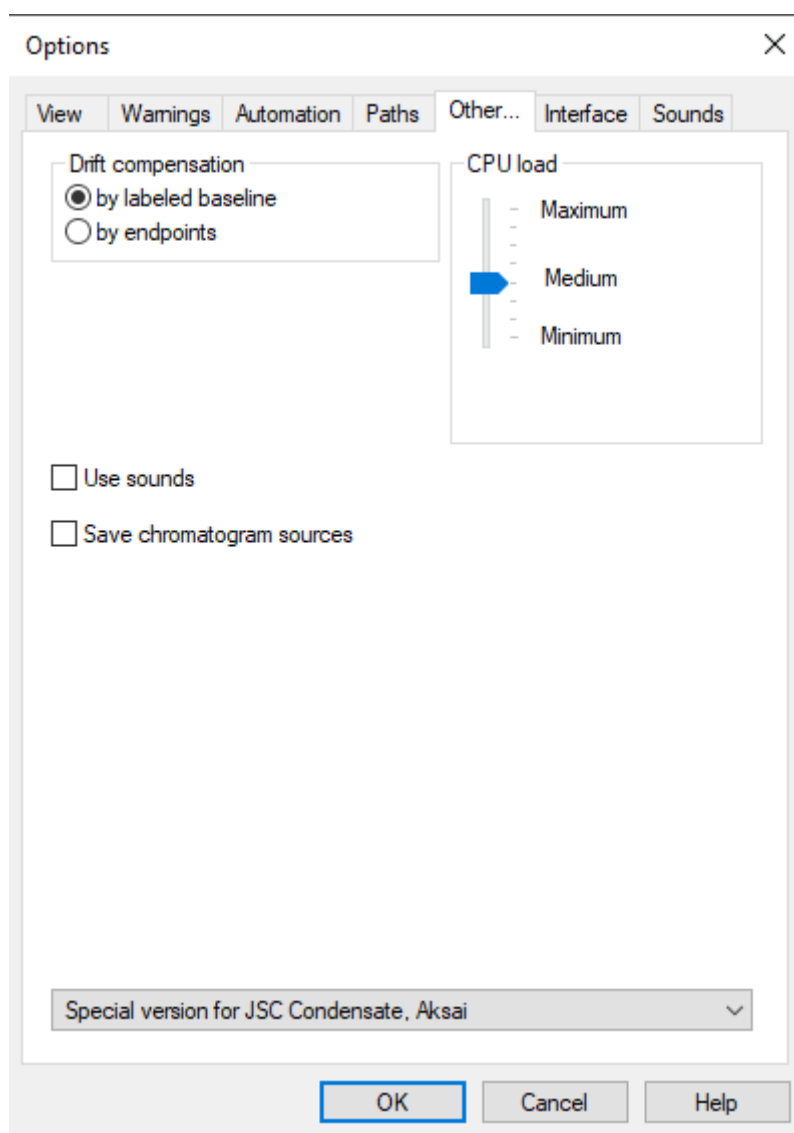 Options
View Warnings Automation Paths Other... Interface Sounds
Drift compensation
by labeled baseline
by endpoints
CPU load
Maximum
Medium
Minimum
Use sounds
Save chromatogram sources
Special version for JSC Condensate, Aksai
OK Cancel Help